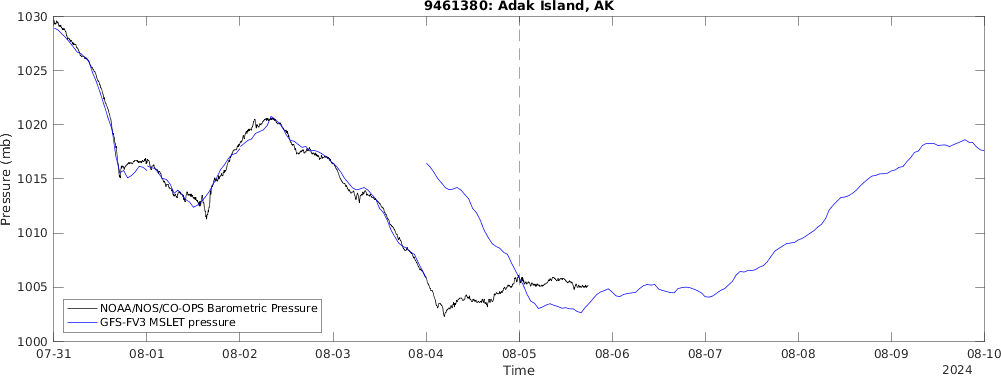 9461380: Adak Island, AK
Pressure (mb)
1030
1025
1020
1015
1010
1005
1000
NOAA/NOS/CO-OPS Barometric Pressure
GFS-FV3 MSLET pressure
07-31 08-01 08-02 08-03 08-04 08-05 08-06 08-07 08-08 08-09 08-10
Time
2024